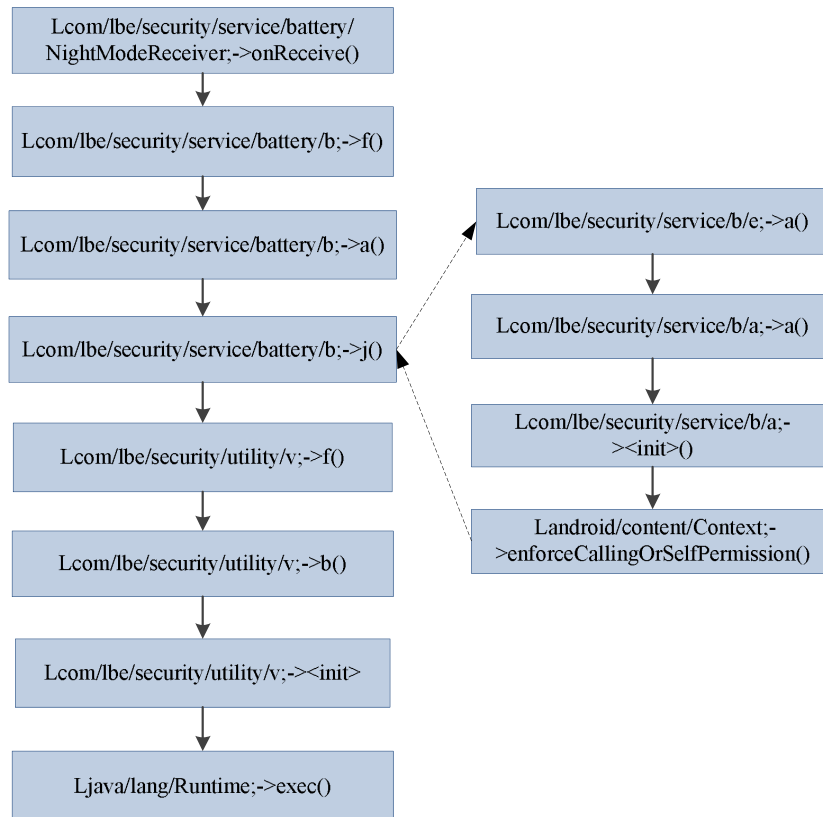 Lcom/lbe/security/service/battery/
NightModeReceiver;->onReceive()
Lcom/lbe/security/service/battery/b;->f()
Lcom/lbe/security/service/battery/b;->a()
Lcom/lbe/security/service/battery/b;->j()
Lcom/lbe/security/utility/v;->f()
Lcom/lbe/security/utility/v;->b()
Lcom/lbe/security/utility/v;-><init>
Ljava/lang/Runtime;->exec()
Lcom/lbe/security/service/b/e;->a()
Lcom/lbe/security/service/b/a;->a()
Lcom/lbe/security/service/b/a;-
><init>()
Landroid/content/Context;-
>enforceCallingOrSelfPermission()